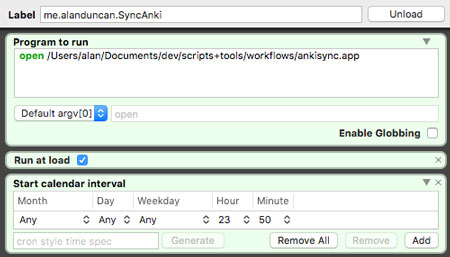 Label me.alanduncan.SyncAnki Unload
Program to run
open /Users/alan/Documents/dev/scripts+tools/workflows/ankisync.app
Default argv[0] open
Enable Globbing
Run at load
Start calendar interval
Month Day Weekday Hour Minute
Any Any Any 23 50
cron style time spec Generate Remove All Remove Add